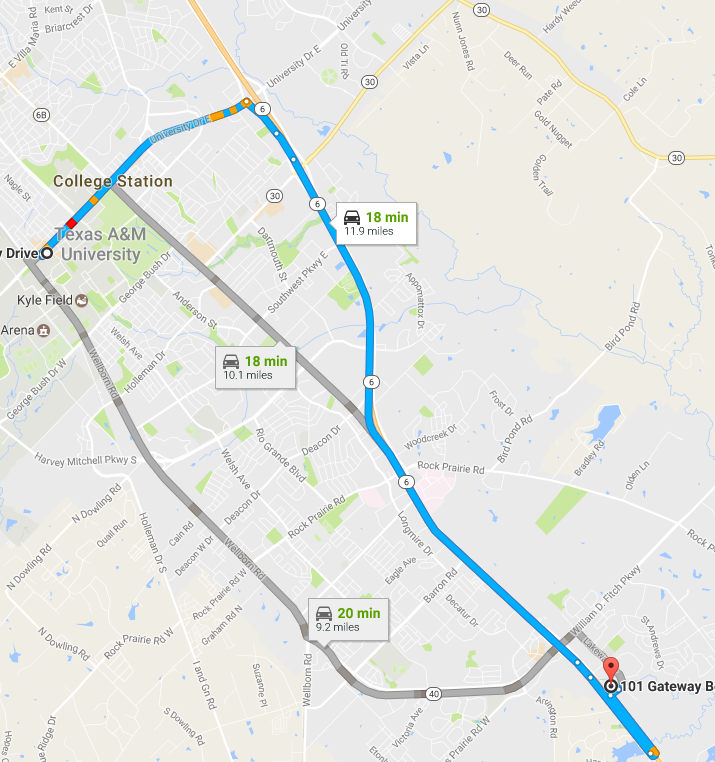 Kent St
Briarcrest Dr
E Villa Maria Rd
30
Hardy Weed
Nunn Jones Rd
University Dr E
Old Ti Rd
Vista Ln
Deer Run
Pate Rd
Cole Ln
30
6B
6
University Dr E
Gold Nugget
Golden Trail
30
Nagle St
College Station
30
6
18 min
11.9 miles
Texas A&M
University
y Drive
Dartmouth St
Southwest Pkwy E
George Bush Dr
Kyle Field
Anderson St
Appomattox Dr
Bird Pond Rd
Arena
Welsh Ave
Holleman Dr
18 min
10.1 miles
George Bush Dr W
Wellborn Rd
6
Frost Dr
Bird Pond Rd
Woodcreek Dr
Deacon Dr
Rio Grande Blvd
Harvey Mitchell Pkwy S
Welsh Ave
Rock Prairie Rd
Bradley Rd
Olden Ln
6
N Dowling Rd
Deacon Dr
Rock Prairie Rd
Quail Run
Cain Rd
Holleman Dr S
Deacon W Dr
Wellborn Rd
Longmire Dr
Eagle Ave
Barron Rd
Decatur Dr
N Dowling Rd
Rock Prairie Rd W
Graham Rd N
William D. Fitch Pkwy
20 min
9.2 miles
St Andrews Dr
N Dowling Rd
Rock Prairie Rd W
I and Gn Rd
Suzanne Pl
Wellborn Rd
101 Gateway B
40
Arrington Rd
S Dowling Rd
Victoria Ave
Rock Prairie Rd W
Ridge Dr